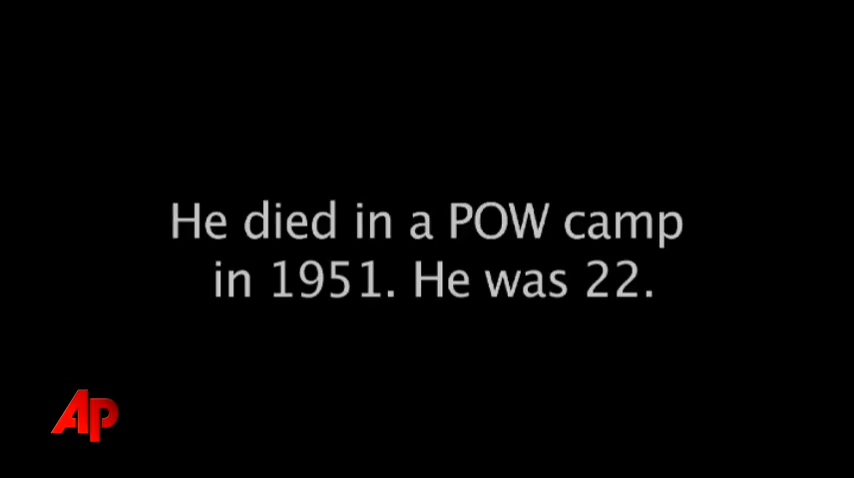 He died in a POW camp
in 1951. He was 22.
AP